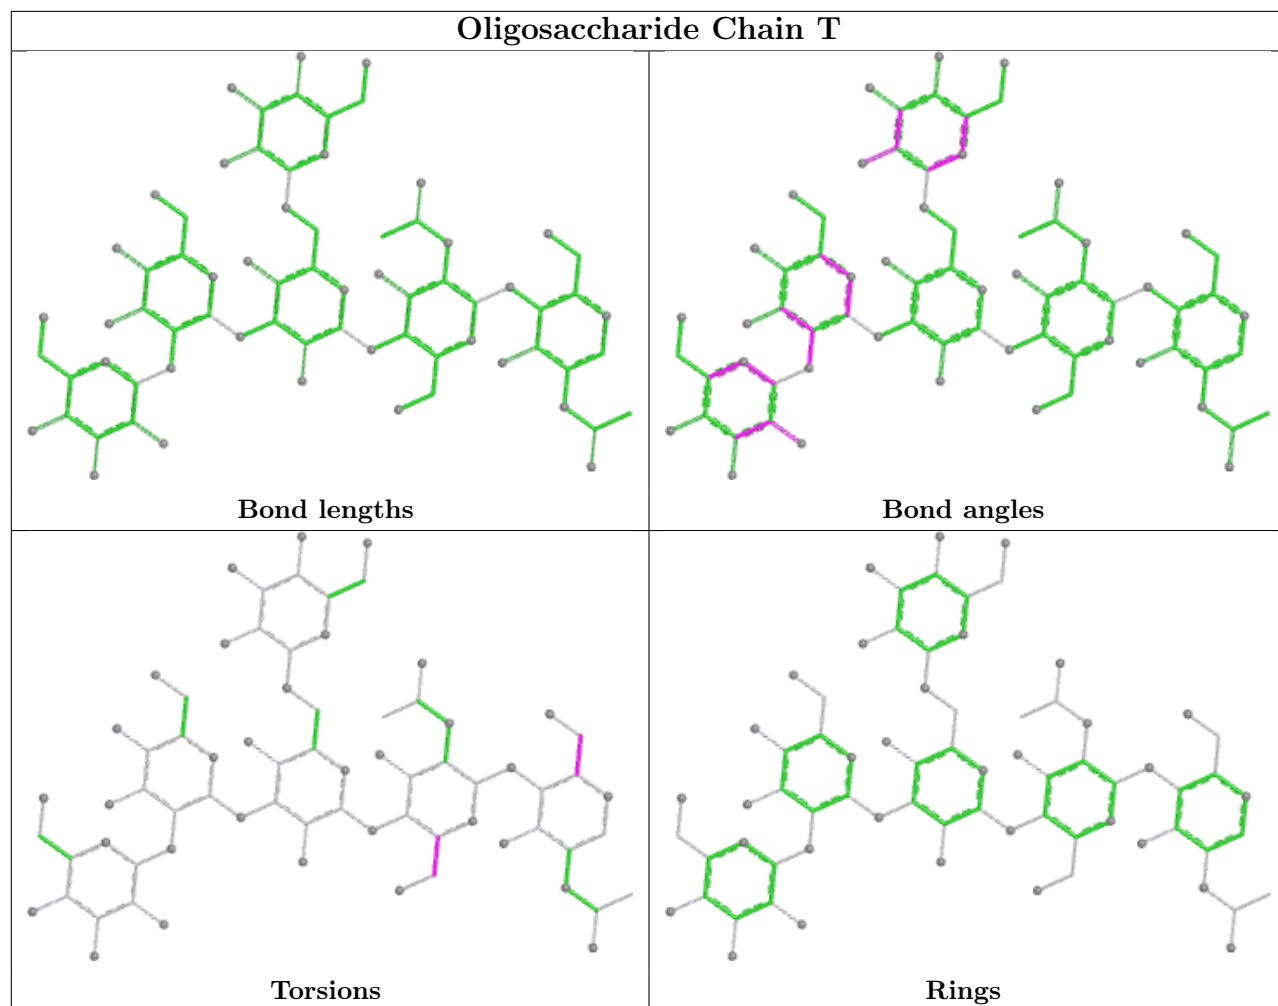 Oligosaccharide Chain T
Bond lengths
Bond angles
Torsions
Rings